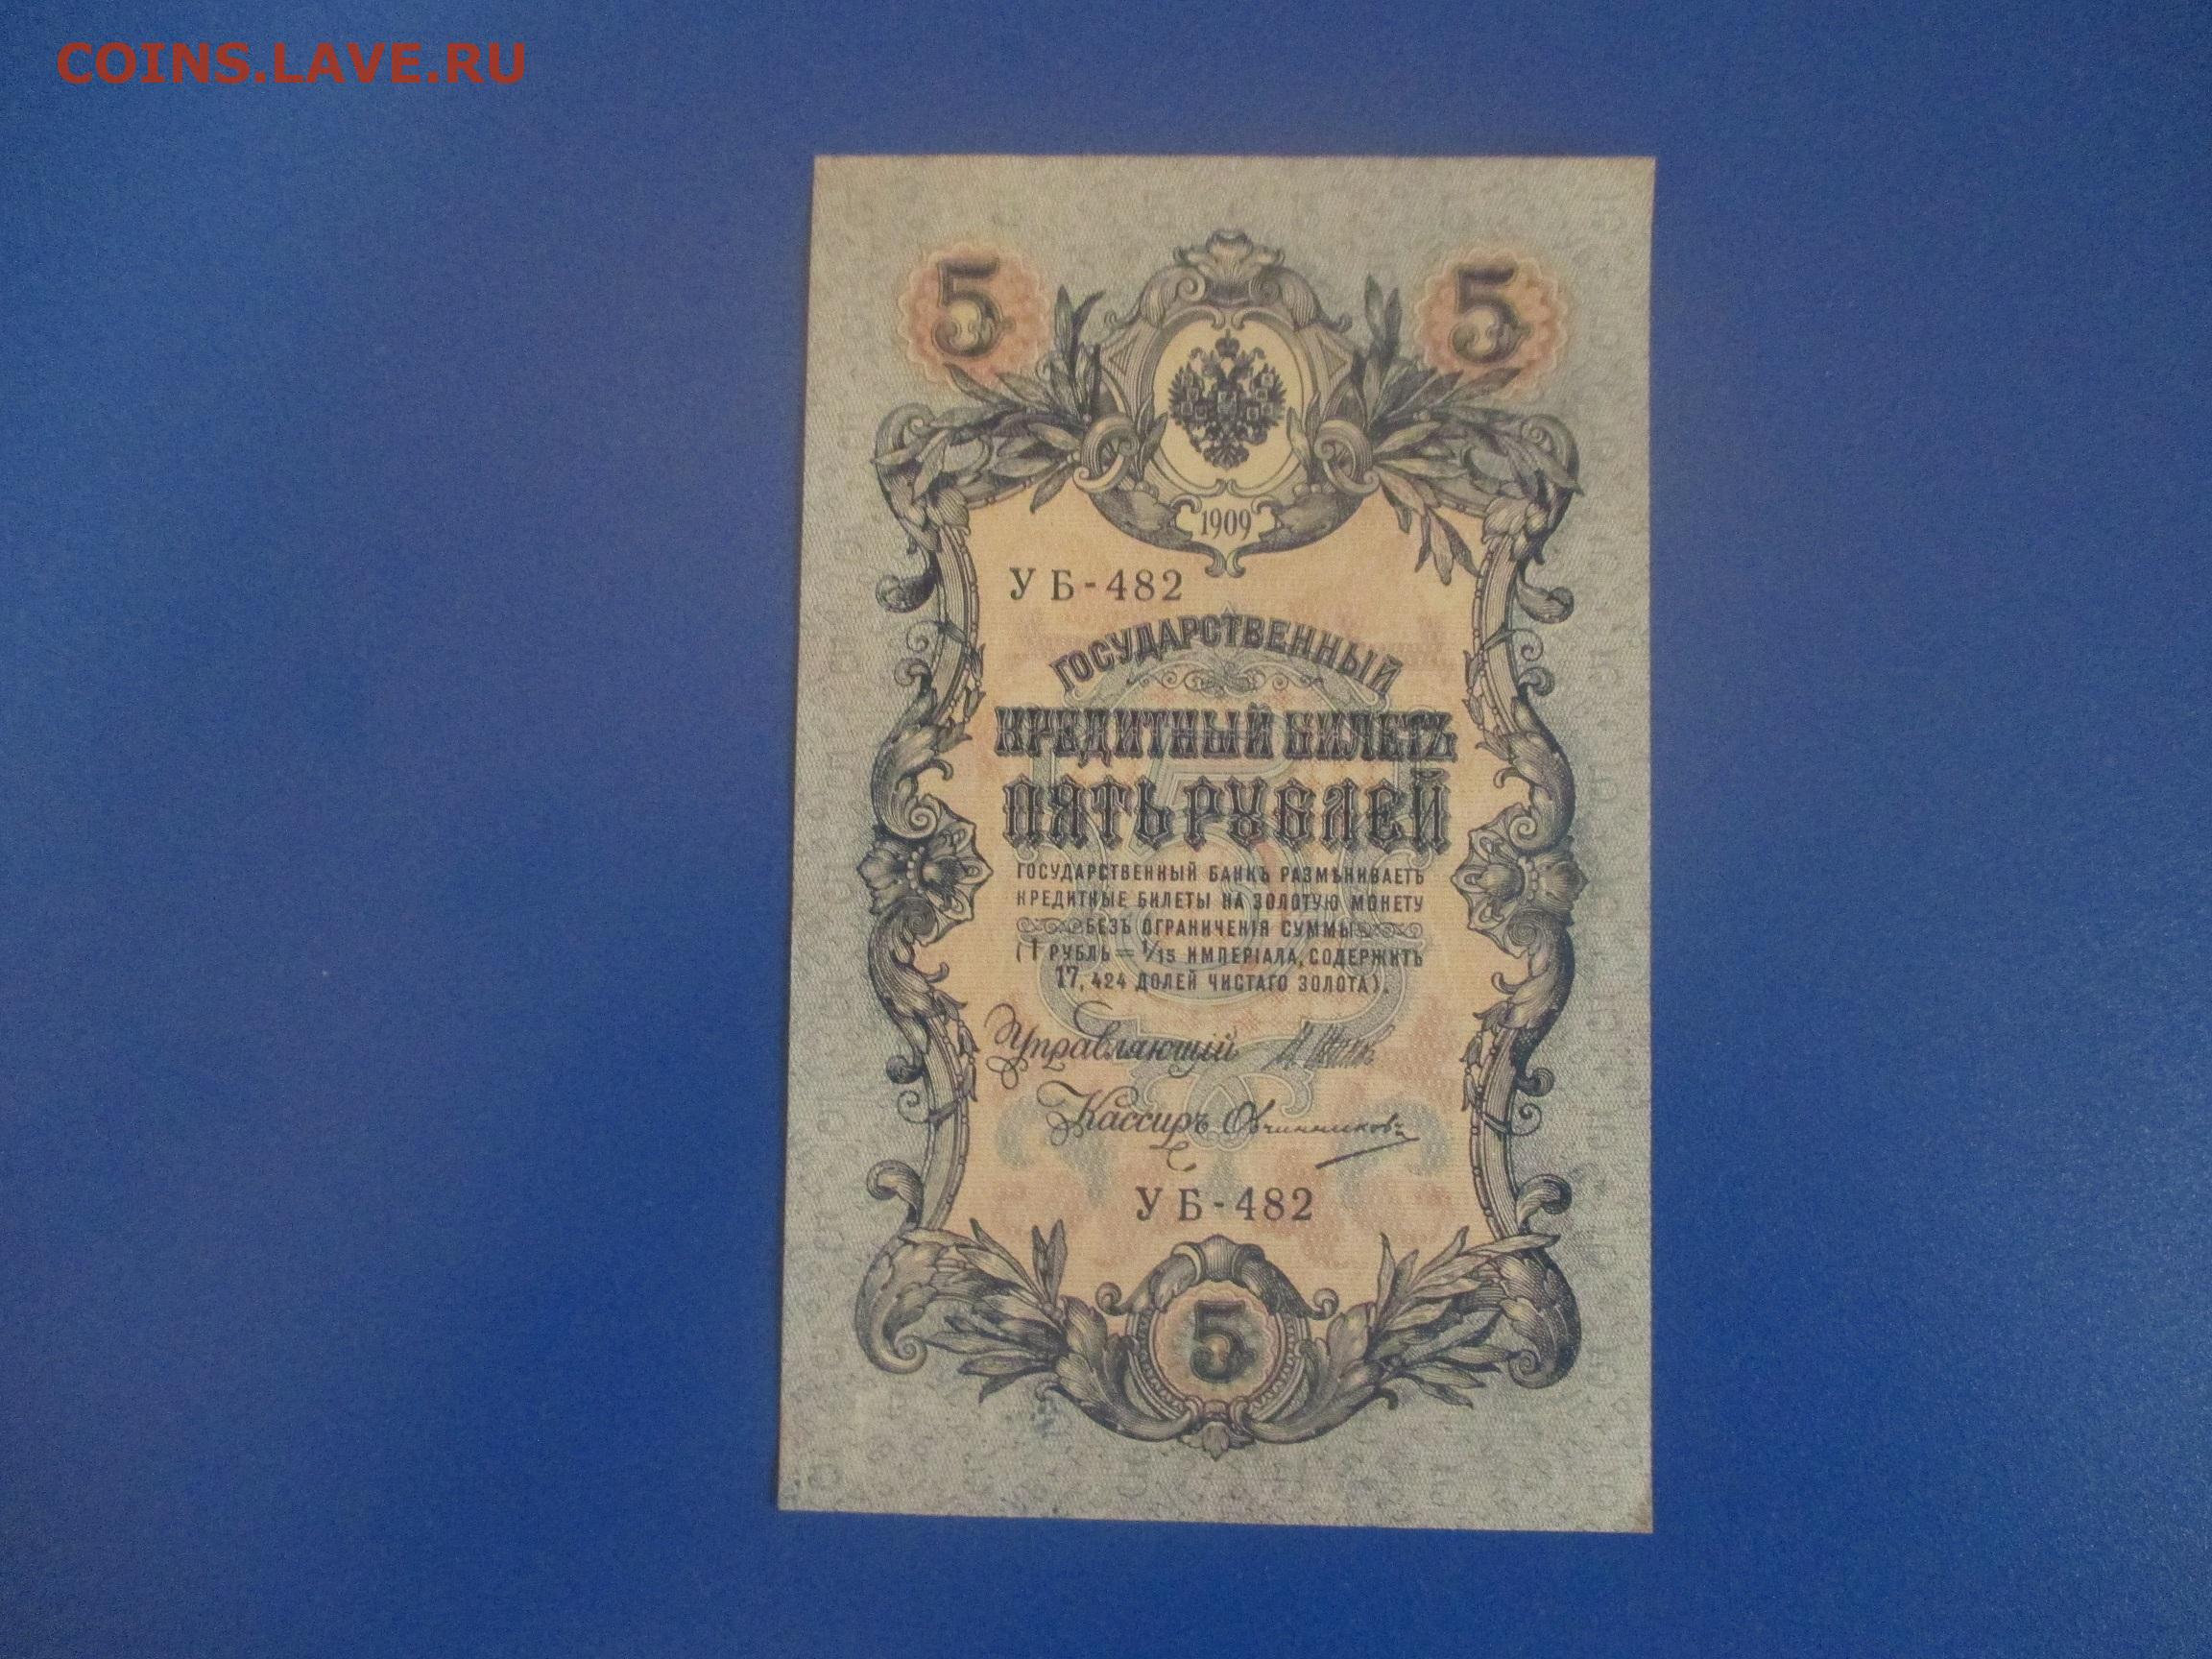 COINS.LAVE.RU
5 5
1909
УБ-482
ГОСУДАРСТВЕННЫЙ
КРЕДИТНЫЙ БИЛЕТЪ
ПЯТЬ РУБЛЕЙ
ГОСУДАРСТВЕННЫЙ БАНКЪ РАЗМѢНИВАЕТЪ
КРЕДИТНЫЕ БИЛЕТЫ НА ЗОЛОТУЮ МОНЕТУ
БЕЗЪ ОГРАНИЧЕНІЯ СУММЫ
(1 РУБЛЬ = 1/15 ИМПЕРІАЛА, СОДЕРЖИТЪ
17,424 ДОЛЕЙ ЧИСТАГО ЗОЛОТА).
Управляющій
Кассиръ Овчинниковъ
УБ-482
5